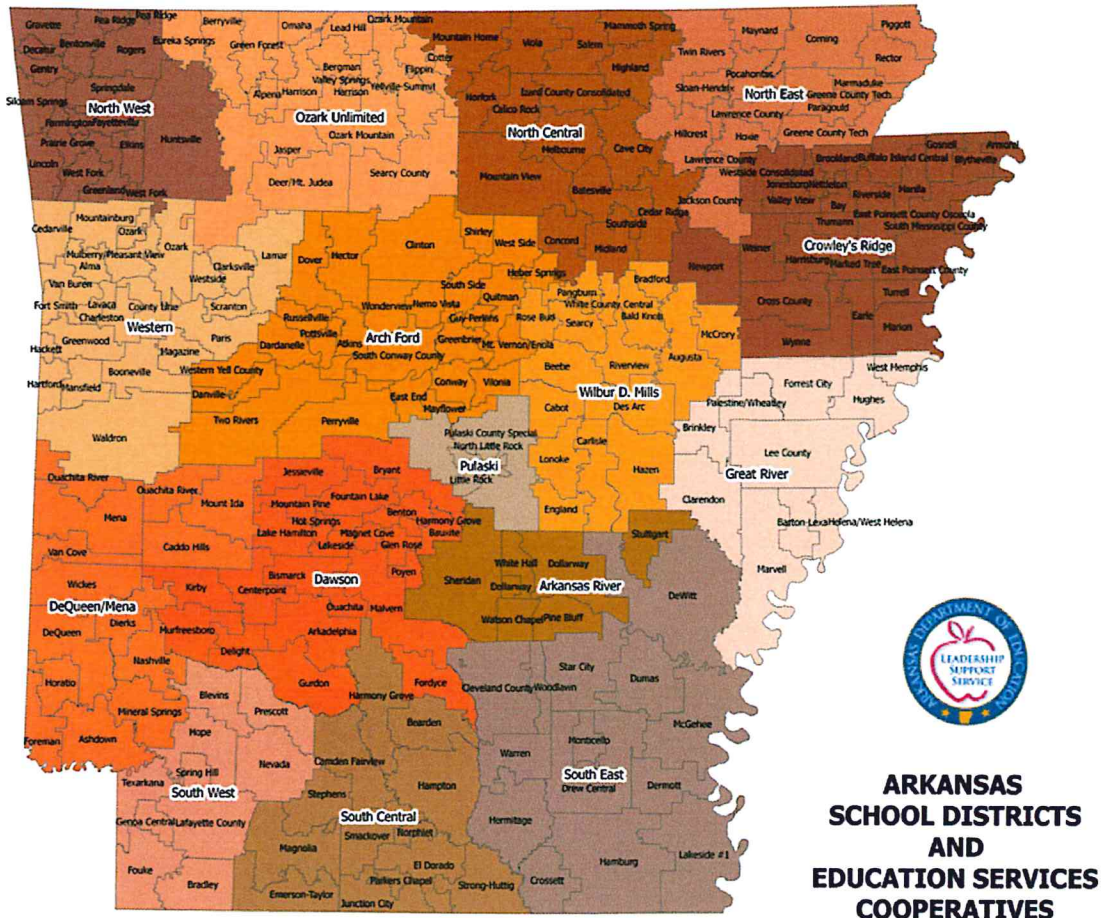 Gravette
Pea Ridge
Pea Ridge
Decatur
Bentonville
Rogers
Gentry
Springdale
Siloam Springs
North West
Farmington
Fayetteville
Prairie Grove
Elkins
Huntsville
Lincoln
West Fork
Greenland
West Fork
Berryville
Omaha
Lead Hill
Ozark Mountain
Eureka Springs
Green Forest
Cotter
Bergman
Flippin
Valley Springs
Alpena
Harrison
Harrison
Yellville-Summit
Ozark Unlimited
Ozark Mountain
Jasper
Deer/Mt. Judea
Searcy County
Mountain Home
Viola
Salem
Mammoth Spring
Highland
Norfork
Izard County Consolidated
Calico Rock
North Central
Melbourne
Cave City
Mountain View
Batesville
Cedar Ridge
Southside
Concord
Midland
Maynard
Corning
Piggott
Twin Rivers
Rector
Pocahontas
Marmaduke
Sloan-Hendrix
North East
Greene County Tech
Paragould
Lawrence County
Hillcrest
Hoxie
Greene County Tech
Lawrence County
Jackson County
Gosnell
Armorel
Brookland
Buffalo Island Central
Blytheville
Westside Consolidated
Jonesboro
Nettleton
Riverside
Manila
Valley View
Bay
East Poinsett County
Osceola
Trumann
South Mississippi County
Weiner
Crowley's Ridge
Harrisburg
Marked Tree
East Poinsett County
Newport
Turrell
Cross County
Earle
Marion
Wynne
Cedarville
Mountainburg
Ozark
Ozark
Mulberry/Pleasant View
Alma
Clarksville
Lamar
Van Buren
Westside
Fort Smith
Lavaca
County Line
Scranton
Charleston
Western
Greenwood
Paris
Hackett
Magazine
Booneville
Hartford
Mansfield
Waldron
Clinton
Shirley
West Side
Dover
Hector
Heber Springs
South Side
Wonderview
Nemo Vista
Quitman
Russellville
Guy-Perkins
Pottsville
Arch Ford
Greenbrier
Dardanelle
Atkins
Mt. Vernon/Enola
South Conway County
Western Yell County
Conway
Vilonia
Danville
East End
Mayflower
Two Rivers
Perryville
Bradford
Pangburn
White County Central
Rose Bud
Bald Knob
Searcy
McCrory
Augusta
Beebe
Riverview
Wilbur D. Mills
Cabot
Des Arc
Carlisle
Lonoke
Hazen
England
Pulaski County Special
North Little Rock
Pulaski
Little Rock
West Memphis
Forrest City
Hughes
Palestine/Wheatley
Brinkley
Lee County
Great River
Clarendon
Barton-Lexa
Helena/West Helena
Marvell
Ouachita River
Ouachita River
Mount Ida
Mena
Caddo Hills
Van Cove
Wickes
Kirby
Centerpoint
DeQueen/Mena
Dierks
Murfreesboro
DeQueen
Delight
Nashville
Horatio
Mineral Springs
Foreman
Ashdown
Jessieville
Bryant
Fountain Lake
Mountain Pine
Benton
Hot Springs
Harmony Grove
Lake Hamilton
Magnet Cove
Bauxite
Lakeside
Glen Rose
Bismarck
Dawson
Poyen
Ouachita
Malvern
Arkadelphia
Gurdon
Fordyce
Stuttgart
White Hall
Dollarway
Sheridan
Arkansas River
Dollarway
Watson Chapel
Pine Bluff
DeWitt
Star City
Cleveland County
Woodlawn
Dumas
McGehee
Monticello
Warren
South East
Drew Central
Dermott
Hermitage
Hamburg
Lakeside #1
Crossett
Blevins
Prescott
Hope
Nevada
Spring Hill
Texarkana
South West
Genoa Central
Lafayette County
Fouke
Bradley
Harmony Grove
Bearden
Camden Fairview
Hampton
Stephens
South Central
Smackover
Norphlet
Magnolia
El Dorado
Parkers Chapel
Strong-Huttig
Emerson-Taylor
Junction City
ARKANSAS DEPARTMENT OF EDUCATION
LEADERSHIP
SUPPORT
SERVICE
ARKANSAS
SCHOOL DISTRICTS
AND
EDUCATION SERVICES
COOPERATIVES